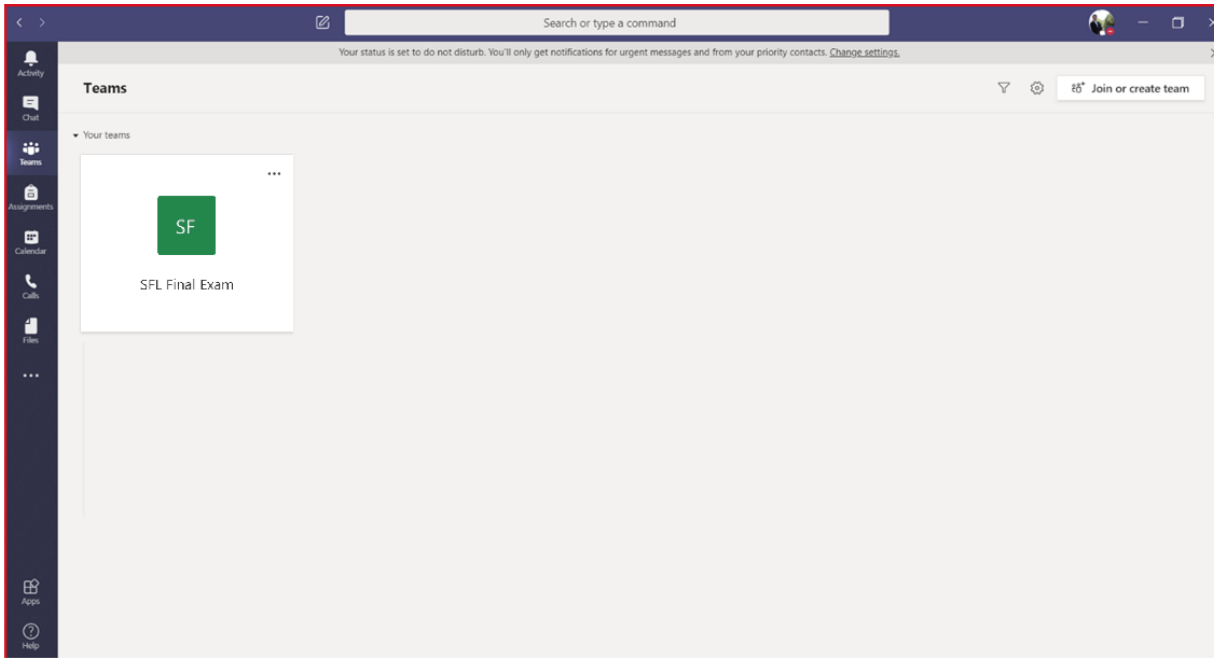 Search or type a command
Your status is set to do not disturb. You'll only get notifications for urgent messages and from your priority contacts. Change settings.
Activity
Chat
Teams
Assignments
Calendar
Calls
Files
Apps
Help
Teams
Join or create team
Your teams
SF
SFL Final Exam